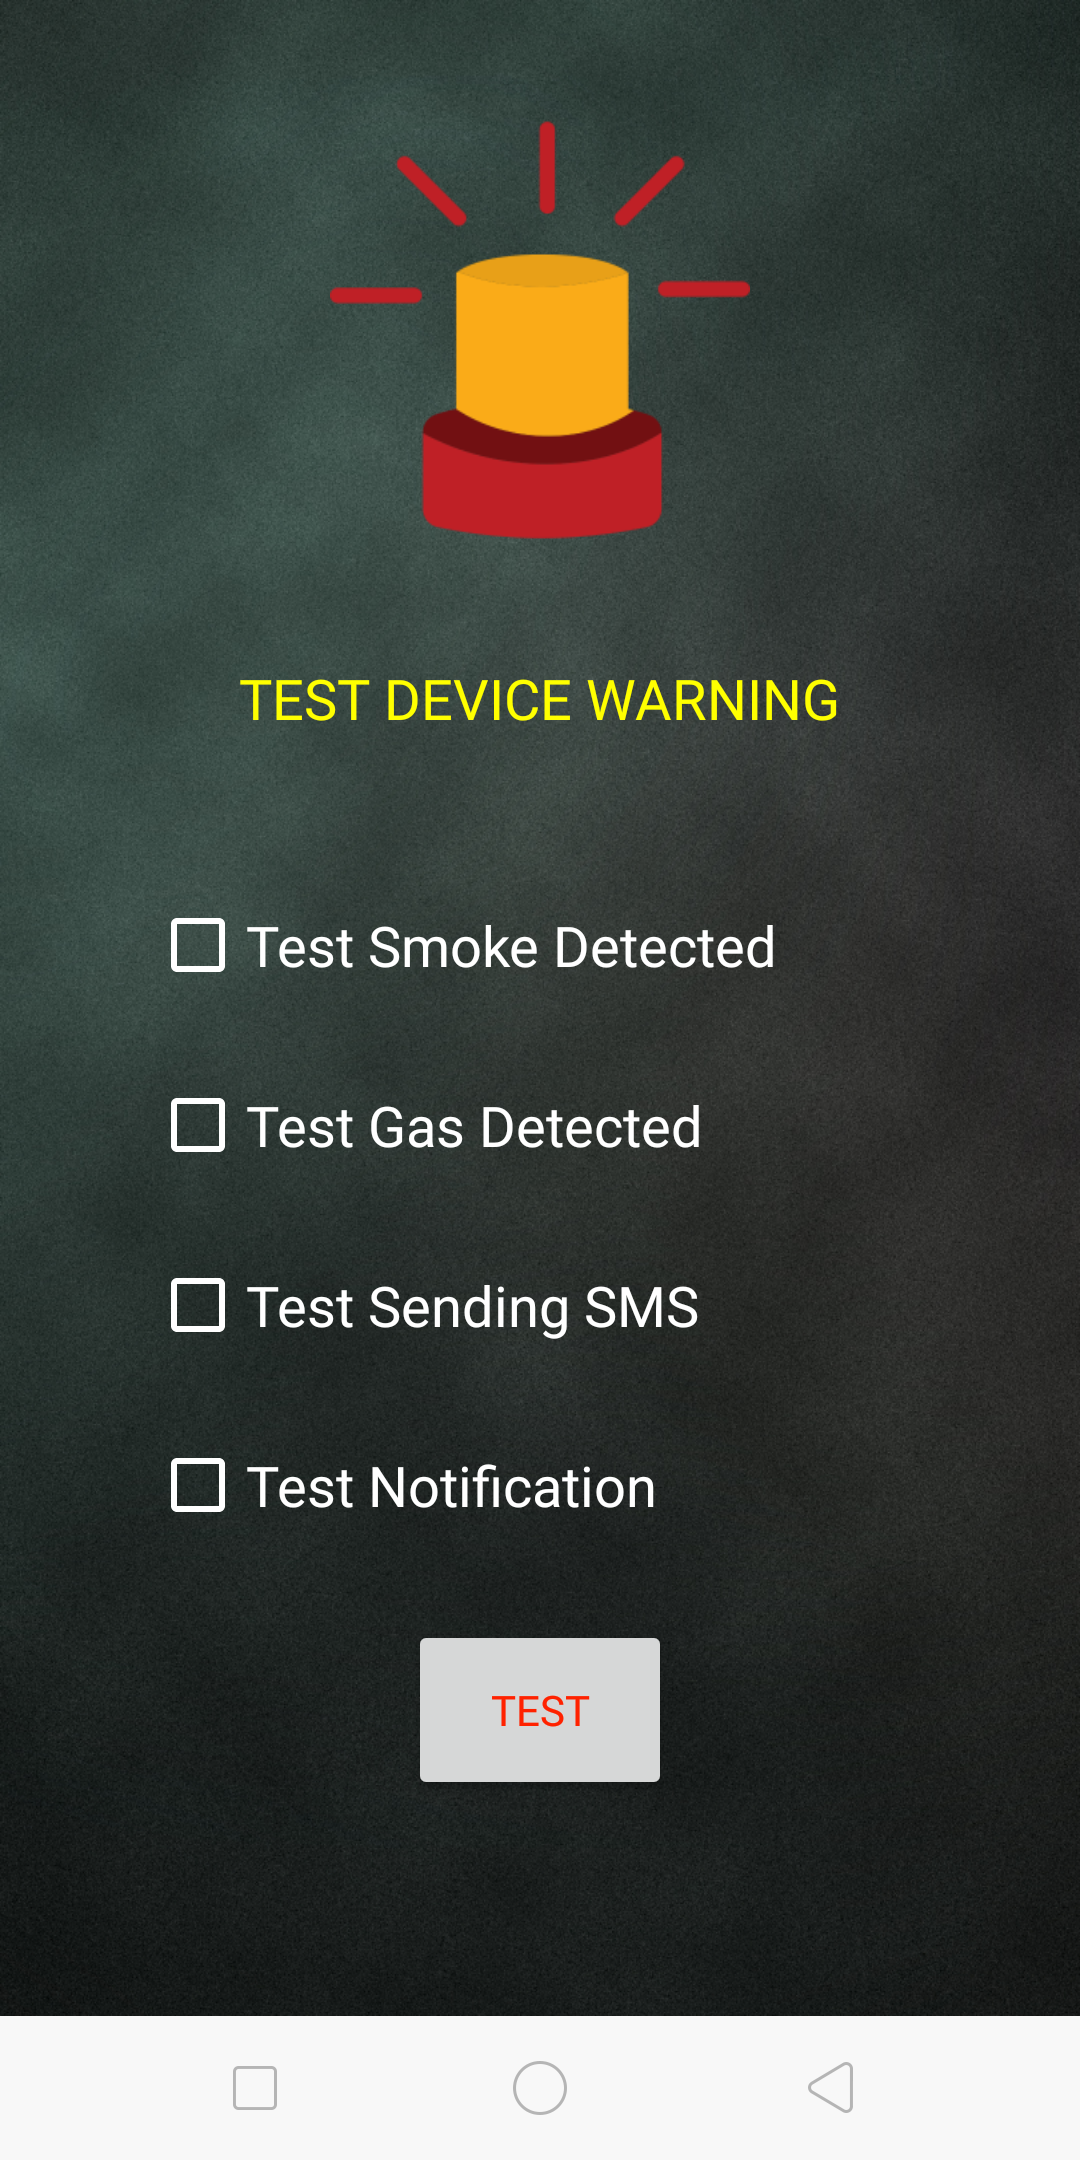 TEST DEVICE WARNING
Test Smoke Detected
Test Gas Detected
Test Sending SMS
Test Notification
TEST